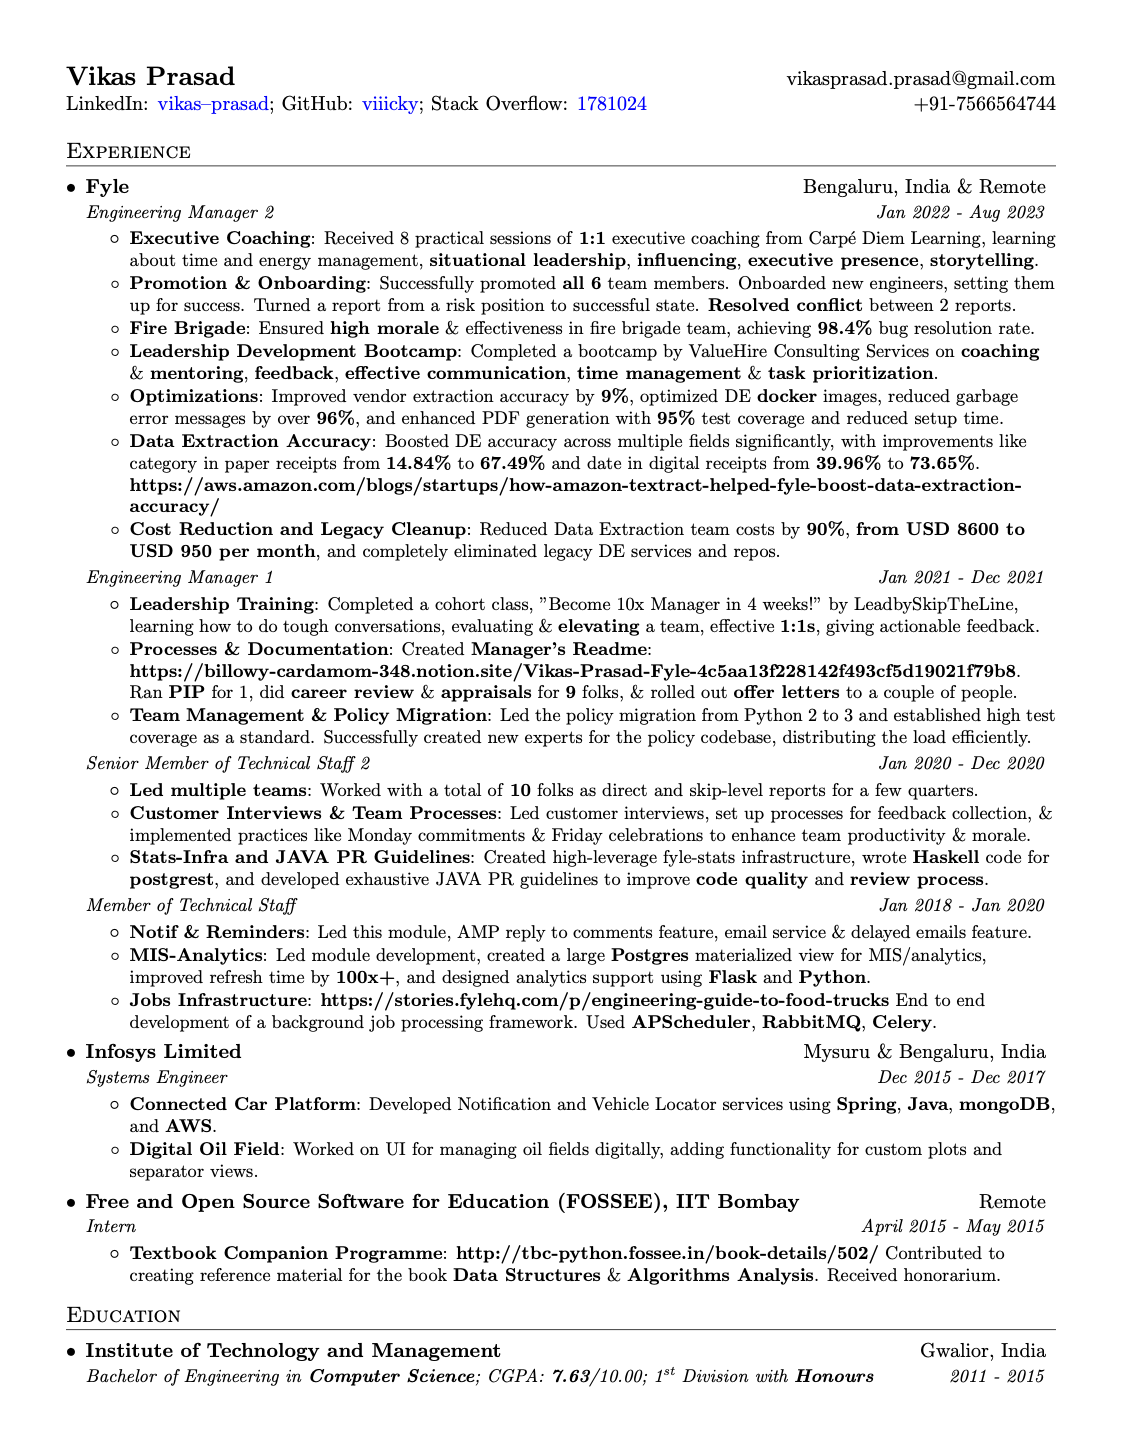 Vikas Prasad vikasprasad.prasad@gmail.com
LinkedIn: vikas–prasad; GitHub: viiicky; Stack Overflow: 1781024 +91-7566564744
Experience
• Fyle Bengaluru, India & Remote
Engineering Manager 2 Jan 2022 - Aug 2023
◦ Executive Coaching: Received 8 practical sessions of 1:1 executive coaching from Carpé Diem Learning, learning
about time and energy management, situational leadership, influencing, executive presence, storytelling.
◦ Promotion & Onboarding: Successfully promoted all 6 team members. Onboarded new engineers, setting them
up for success. Turned a report from a risk position to successful state. Resolved conflict between 2 reports.
◦ Fire Brigade: Ensured high morale & effectiveness in fire brigade team, achieving 98.4% bug resolution rate.
◦ Leadership Development Bootcamp: Completed a bootcamp by ValueHire Consulting Services on coaching
& mentoring, feedback, effective communication, time management & task prioritization.
◦ Optimizations: Improved vendor extraction accuracy by 9%, optimized DE docker images, reduced garbage
error messages by over 96%, and enhanced PDF generation with 95% test coverage and reduced setup time.
◦ Data Extraction Accuracy: Boosted DE accuracy across multiple fields significantly, with improvements like
category in paper receipts from 14.84% to 67.49% and date in digital receipts from 39.96% to 73.65%.
https://aws.amazon.com/blogs/startups/how-amazon-textract-helped-fyle-boost-data-extraction-
accuracy/
◦ Cost Reduction and Legacy Cleanup: Reduced Data Extraction team costs by 90%, from USD 8600 to
USD 950 per month, and completely eliminated legacy DE services and repos.
Engineering Manager 1 Jan 2021 - Dec 2021
◦ Leadership Training: Completed a cohort class, ”Become 10x Manager in 4 weeks!” by LeadbySkipTheLine,
learning how to do tough conversations, evaluating & elevating a team, effective 1:1s, giving actionable feedback.
◦ Processes & Documentation: Created Manager's Readme:
https://billowy-cardamom-348.notion.site/Vikas-Prasad-Fyle-4c5aa13f228142f493cf5d19021f79b8.
Ran PIP for 1, did career review & appraisals for 9 folks, & rolled out offer letters to a couple of people.
◦ Team Management & Policy Migration: Led the policy migration from Python 2 to 3 and established high test
coverage as a standard. Successfully created new experts for the policy codebase, distributing the load efficiently.
Senior Member of Technical Staff 2 Jan 2020 - Dec 2020
◦ Led multiple teams: Worked with a total of 10 folks as direct and skip-level reports for a few quarters.
◦ Customer Interviews & Team Processes: Led customer interviews, set up processes for feedback collection, &
implemented practices like Monday commitments & Friday celebrations to enhance team productivity & morale.
◦ Stats-Infra and JAVA PR Guidelines: Created high-leverage fyle-stats infrastructure, wrote Haskell code for
postgrest, and developed exhaustive JAVA PR guidelines to improve code quality and review process.
Member of Technical Staff Jan 2018 - Jan 2020
◦ Notif & Reminders: Led this module, AMP reply to comments feature, email service & delayed emails feature.
◦ MIS-Analytics: Led module development, created a large Postgres materialized view for MIS/analytics,
improved refresh time by 100x+, and designed analytics support using Flask and Python.
◦ Jobs Infrastructure: https://stories.fylehq.com/p/engineering-guide-to-food-trucks End to end
development of a background job processing framework. Used APScheduler, RabbitMQ, Celery.
• Infosys Limited Mysuru & Bengaluru, India
Systems Engineer Dec 2015 - Dec 2017
◦ Connected Car Platform: Developed Notification and Vehicle Locator services using Spring, Java, mongoDB,
and AWS.
◦ Digital Oil Field: Worked on UI for managing oil fields digitally, adding functionality for custom plots and
separator views.
• Free and Open Source Software for Education (FOSSEE), IIT Bombay Remote
Intern April 2015 - May 2015
◦ Textbook Companion Programme: http://tbc-python.fossee.in/book-details/502/ Contributed to
creating reference material for the book Data Structures & Algorithms Analysis. Received honorarium.
Education
• Institute of Technology and Management Gwalior, India
Bachelor of Engineering in Computer Science; CGPA: 7.63/10.00; 1st Division with Honours 2011 - 2015